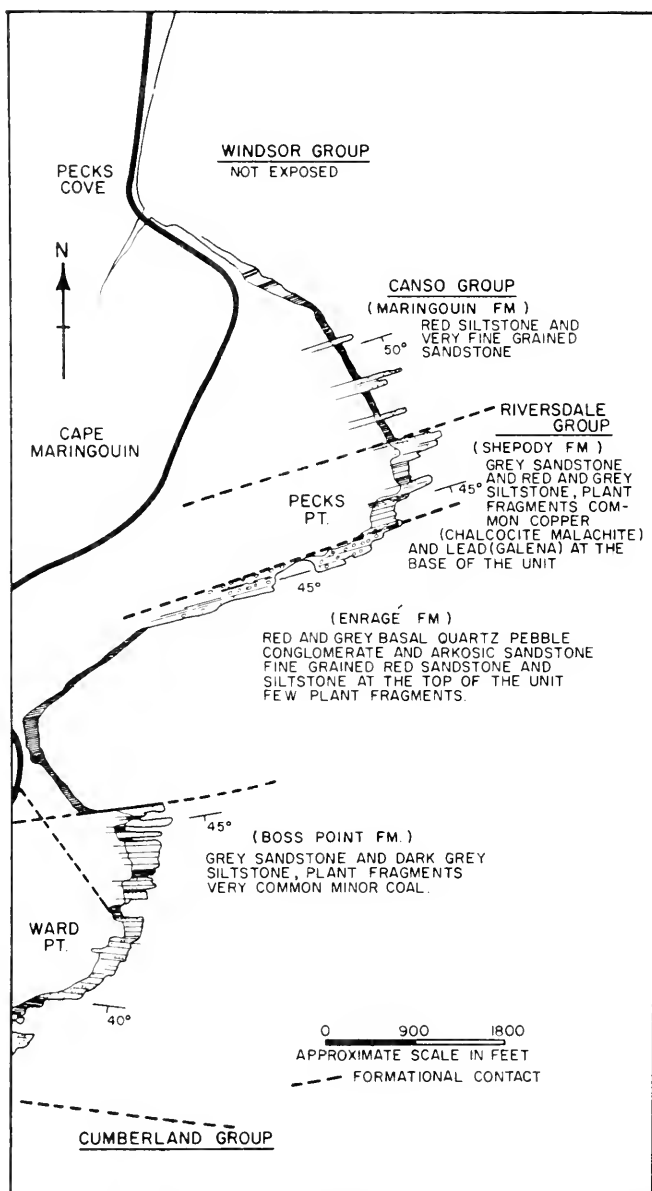 WINDSOR GROUP
NOT EXPOSED
PECKS
COVE
N
CANSO GROUP
(MARINGOUIN FM)
RED SILTSTONE AND
VERY FINE GRAINED
SANDSTONE
50°
CAPE
MARINGOUIN
RIVERSDALE
GROUP
(SHEPODY FM)
GREY SANDSTONE
AND RED AND GREY
SILTSTONE, PLANT
FRAGMENTS COM-
MON COPPER
(CHALCOCITE MALACHITE)
AND LEAD(GALENA) AT THE
BASE OF THE UNIT
45°
PECKS
PT.
45°
(ENRAGÉ FM)
RED AND GREY BASAL QUARTZ PEBBLE
CONGLOMERATE AND ARKOSIC SANDSTONE
FINE GRAINED RED SANDSTONE AND
SILTSTONE AT THE TOP OF THE UNIT
FEW PLANT FRAGMENTS.
45°
(BOSS POINT FM.)
GREY SANDSTONE AND DARK GREY
SILTSTONE, PLANT FRAGMENTS
VERY COMMON MINOR COAL.
WARD
PT.
40°
0 900 1800
APPROXIMATE SCALE IN FEET
FORMATIONAL CONTACT
CUMBERLAND GROUP